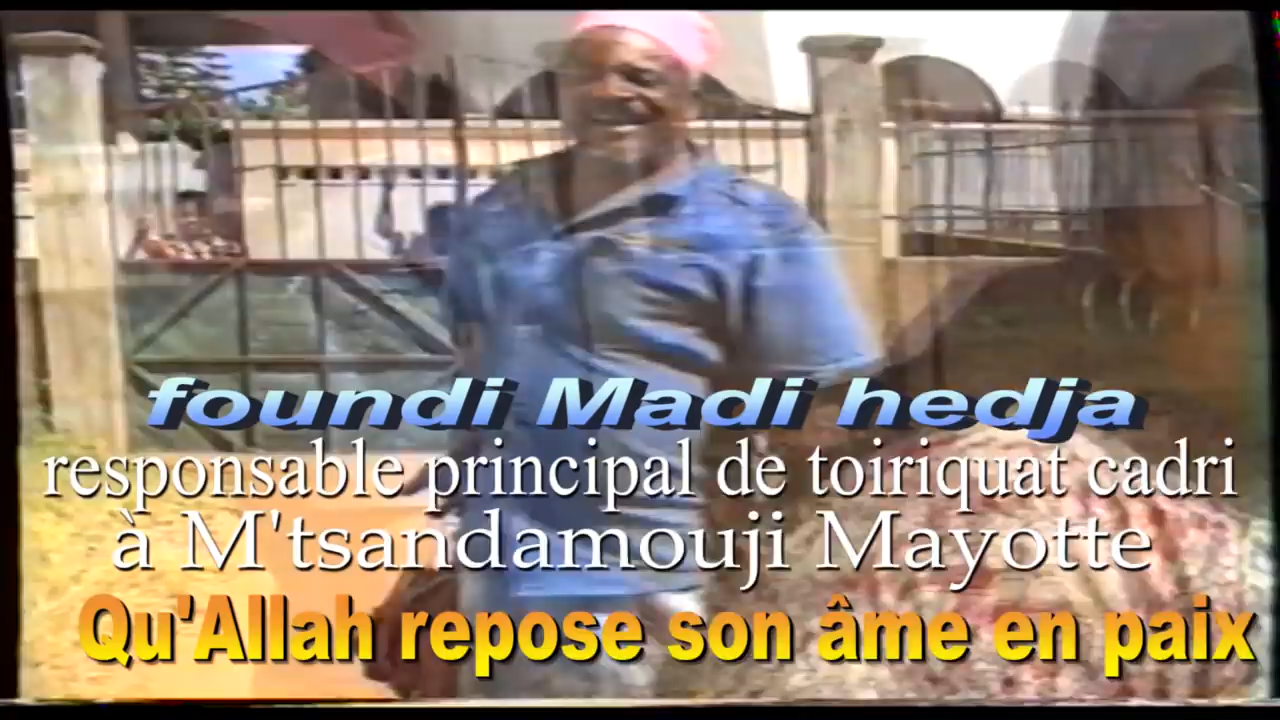 foundi Madi hedja
responsable principal de toiriquat cadri
à M'tsandamouji Mayotte
Qu'Allah repose son âme en paix